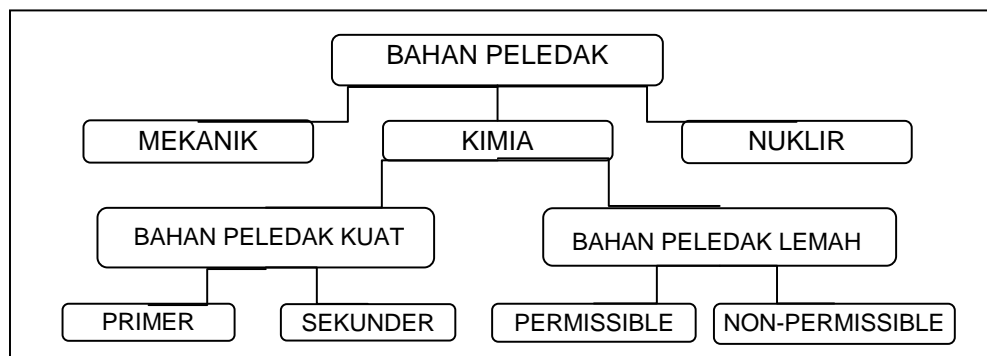 BAHAN PELEDAK
MEKANIK
KIMIA
NUKLIR
BAHAN PELEDAK KUAT
BAHAN PELEDAK LEMAH
PRIMER
SEKUNDER
PERMISSIBLE
NON-PERMISSIBLE